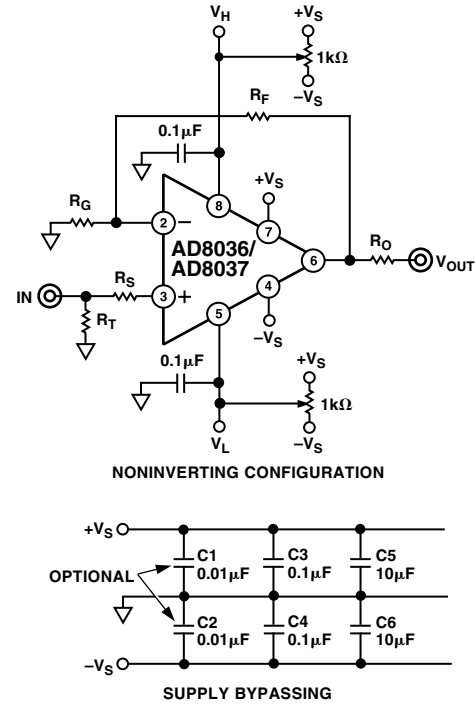 V_H
+V_S
1kΩ
−V_S
R_F
0.1μF
8
+V_S
R_G
2
−
7
AD8036/
AD8037
6
R_O
V_OUT
IN
R_S
3
+
4
R_T
5
−V_S
0.1μF
+V_S
1kΩ
−V_S
V_L
NONINVERTING CONFIGURATION
+V_S
OPTIONAL
C1
0.01μF
C3
0.1μF
C5
10μF
C2
0.01μF
C4
0.1μF
C6
10μF
−V_S
SUPPLY BYPASSING